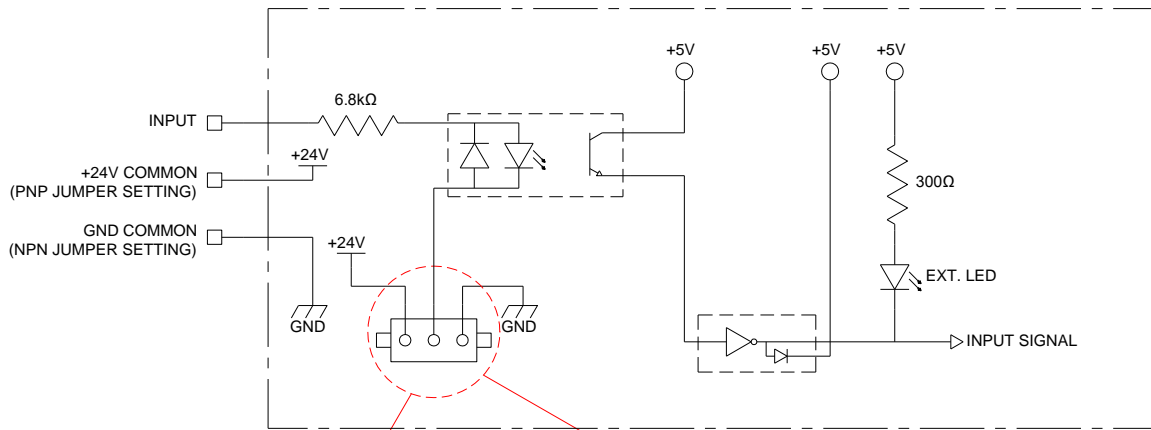 +5V
+5V
+5V
6.8kΩ
INPUT
+24V
+24V COMMON
(PNP JUMPER SETTING)
300Ω
GND COMMON
(NPN JUMPER SETTING)
+24V
EXT. LED
GND
GND
INPUT SIGNAL